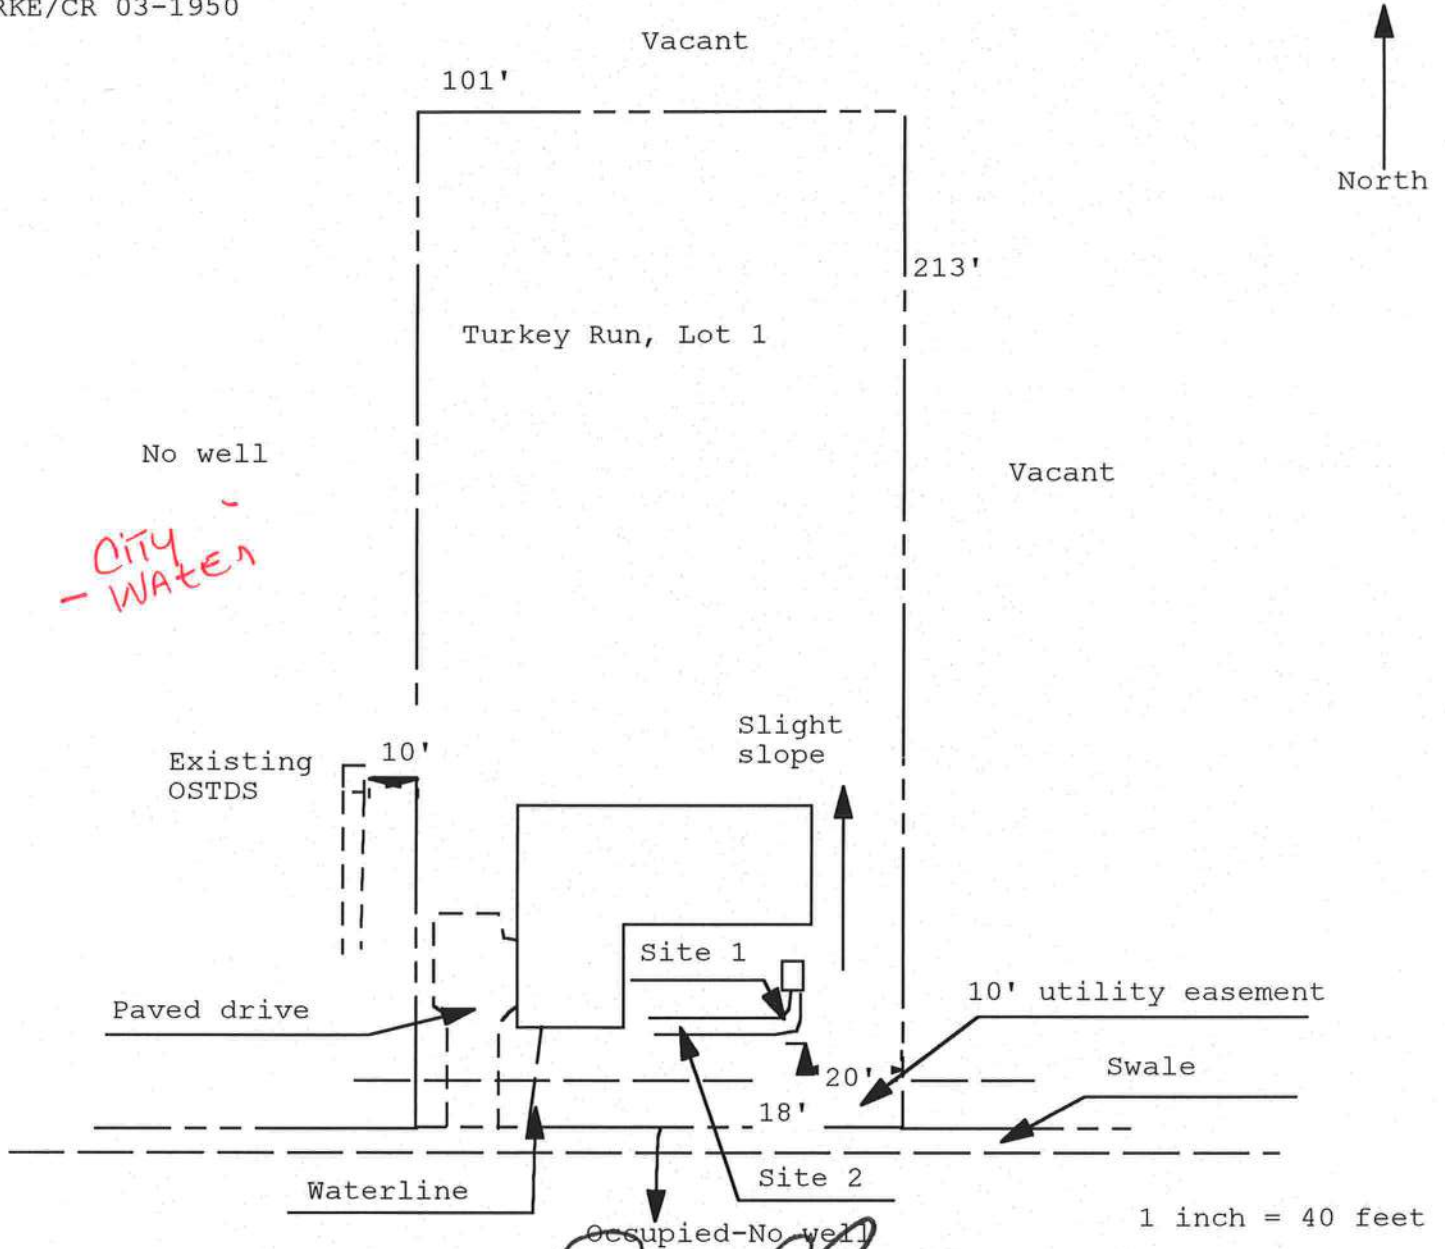 RKE/CR 03-1950
Vacant
101'
North
213'
Turkey Run, Lot 1
No well
Vacant
CITY
- WATER
Slight
slope
Existing
OSTDS
10'
Site 1
Paved drive
10' utility easement
20'
Swale
18'
Site 2
Waterline
Occupied-No well
1 inch = 40 feet